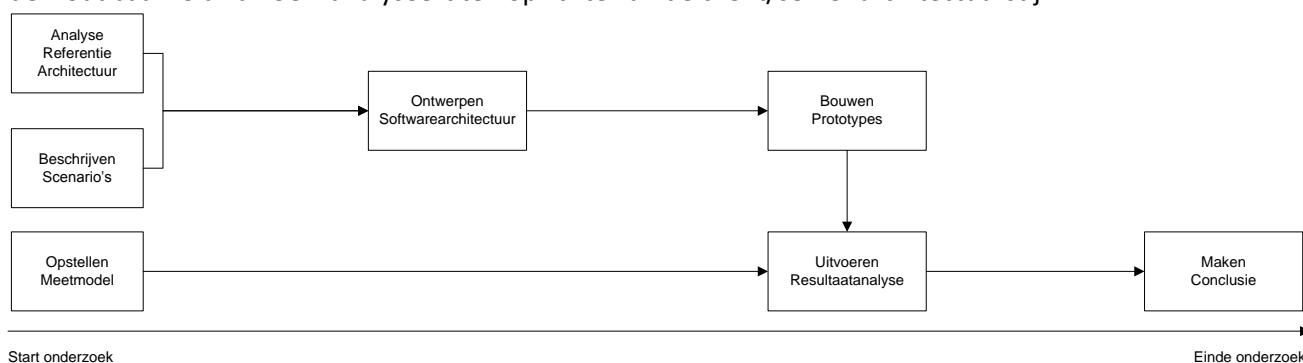 Analyse
Referentie
Architectuur
Ontwerpen
Softwarearchitectuur
Bouwen
Prototypes
Beschrijven
Scenario's
Opstellen
Meetmodel
Uitvoeren
Resultaatanalyse
Maken
Conclusie
Start onderzoek
Einde onderzoek